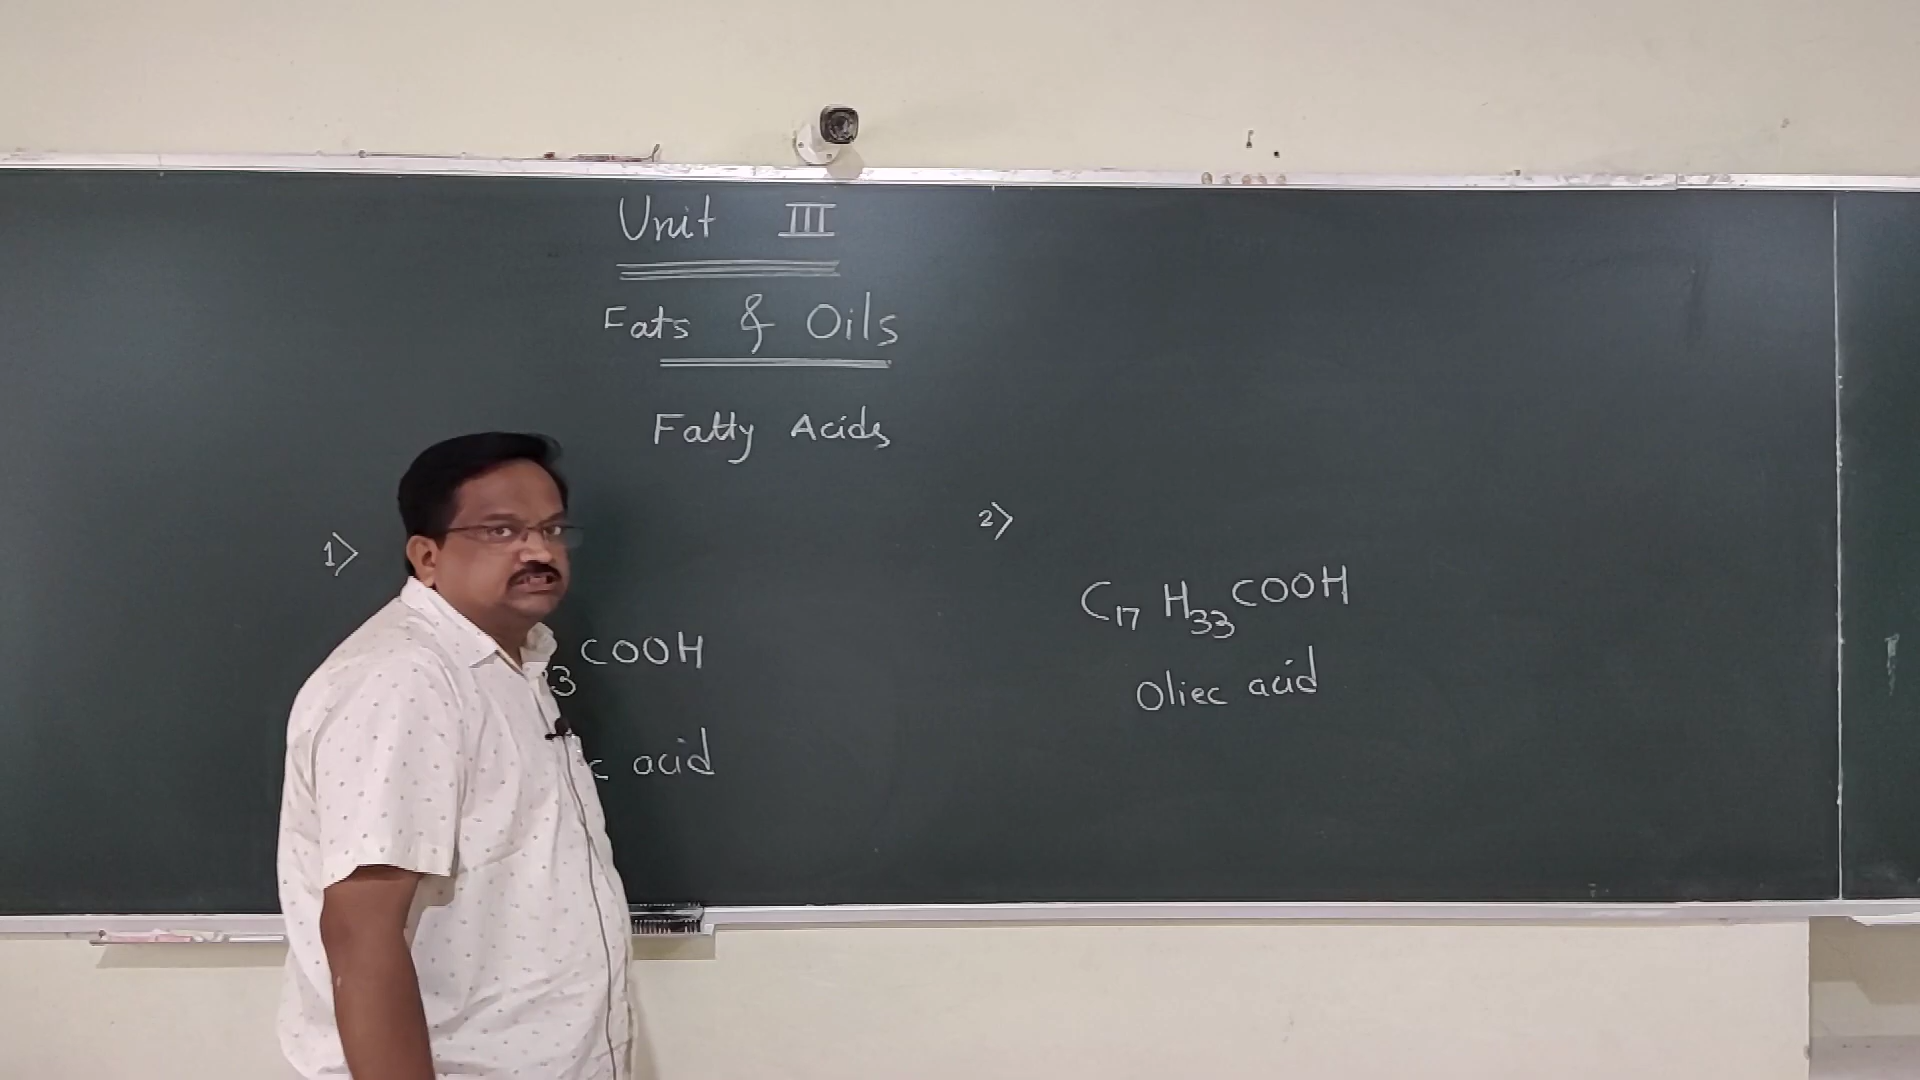 Unit III
Fats & Oils
Fatty Acids
1>
3 COOH
c acid
2>
C17 H33 COOH
Oliec acid